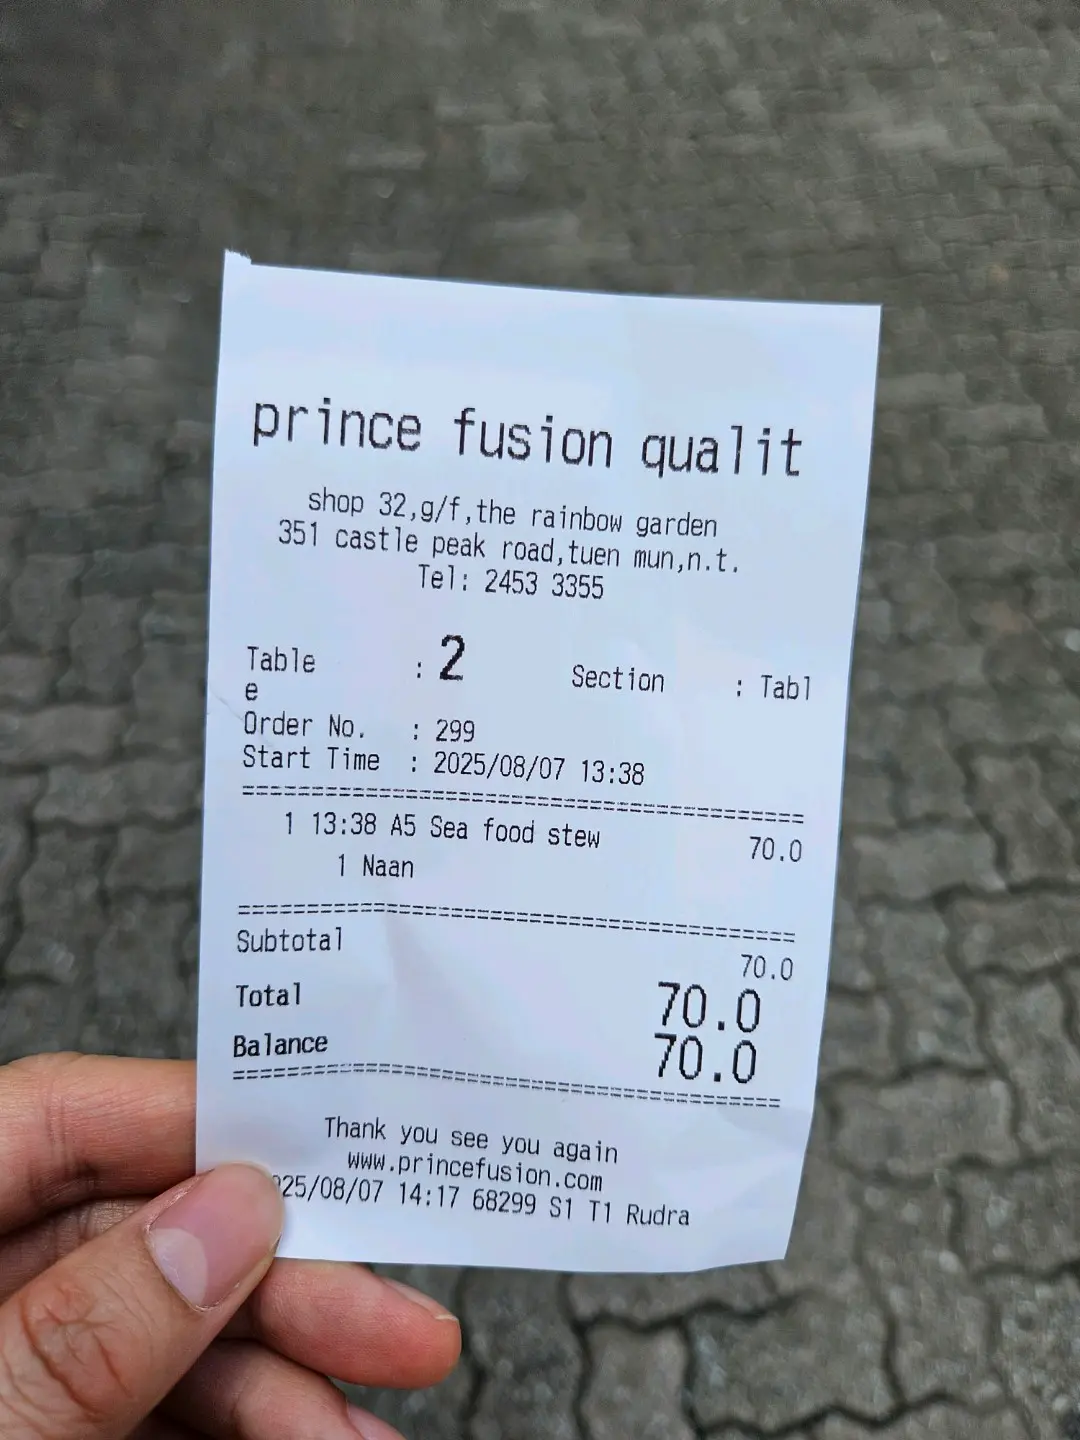 prince fusion qualit
shop 32,g/f,the rainbow garden
351 castle peak road,tuen mun,n.t.
Tel: 2453 3355
Table : 2 Section : Tabl
e
Order No. : 299
Start Time : 2025/08/07 13:38
========================================
1 13:38 A5 Sea food stew 70.0
1 Naan
========================================
Subtotal 70.0
Total 70.0
Balance 70.0
========================================
Thank you see you again
www.princefusion.com
25/08/07 14:17 68299 S1 T1 Rudra